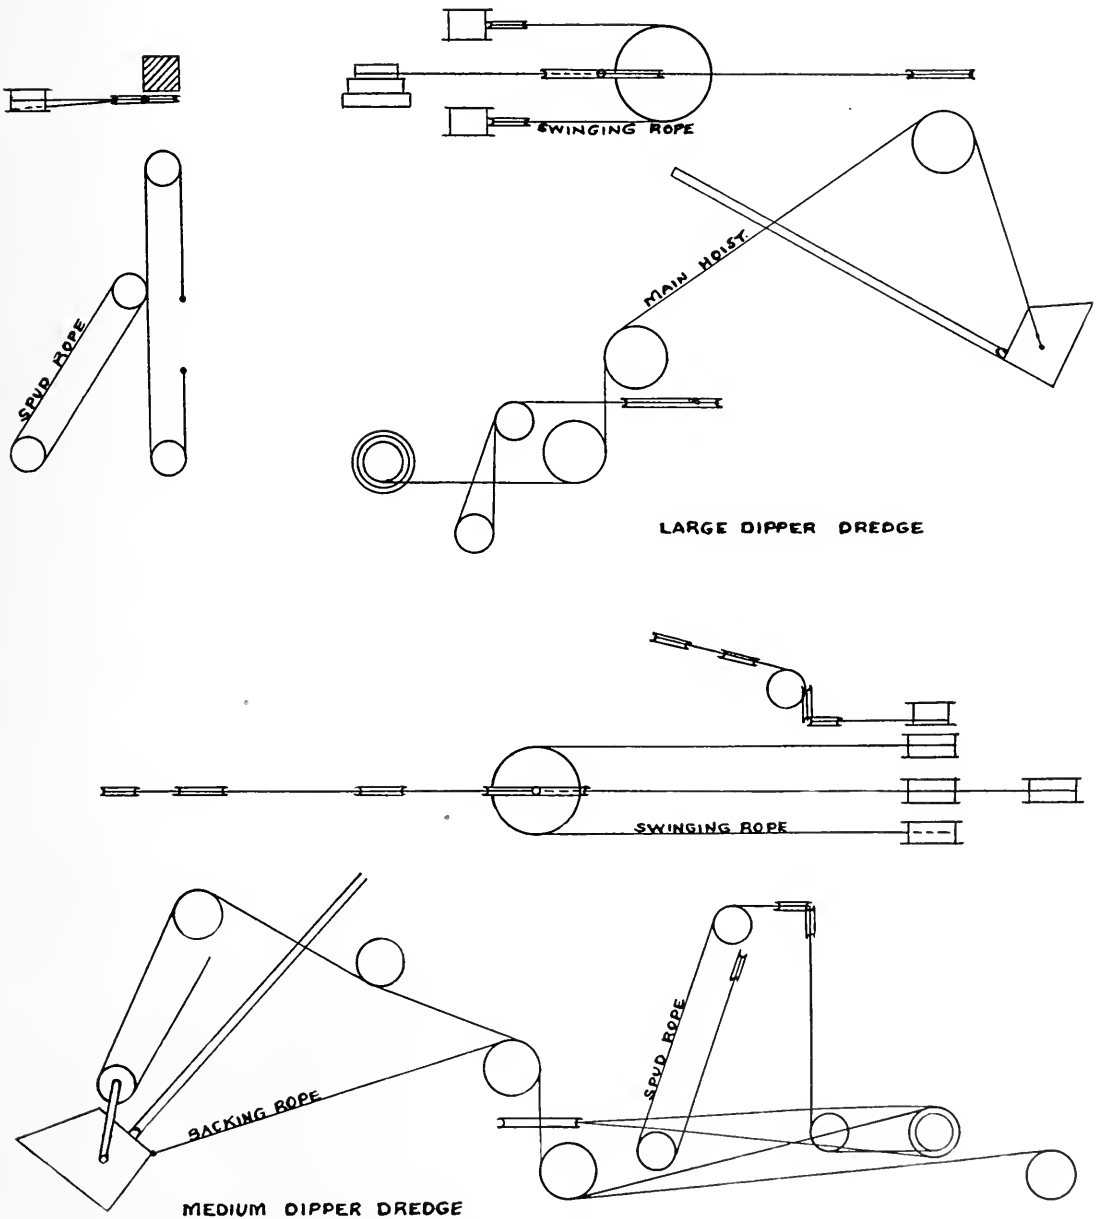 SWINGING ROPE
MAIN HOIST.
SPUD ROPE
LARGE DIPPER DREDGE
SWINGING ROPE
SPUD ROPE
BACKING ROPE
MEDIUM DIPPER DREDGE